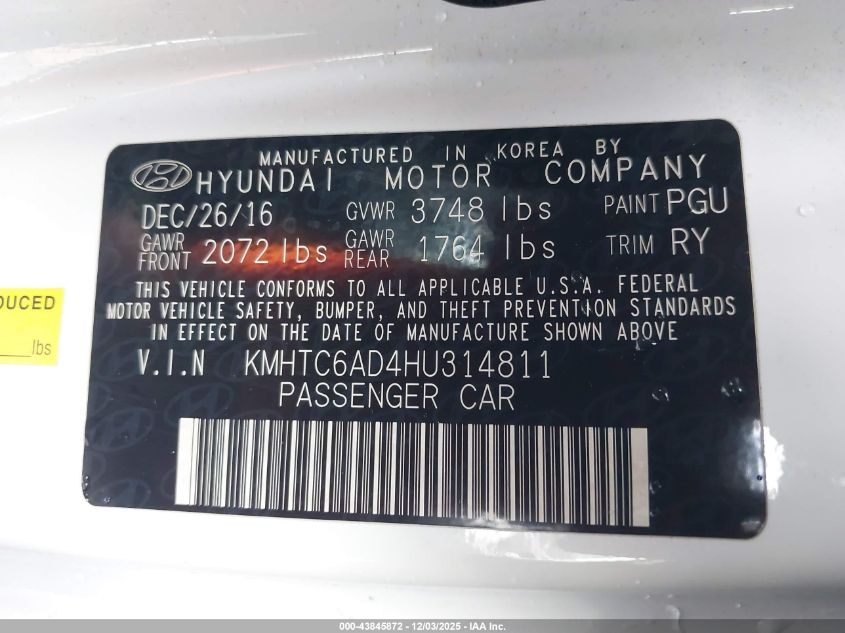 MANUFACTURED IN KOREA BY
HYUNDAI MOTOR COMPANY
DEC/26/16 GVWR 3748 lbs PAINT PGU
GAWR FRONT 2072 lbs GAWR REAR 1764 lbs TRIM RY
THIS VEHICLE CONFORMS TO ALL APPLICABLE U.S.A. FEDERAL
MOTOR VEHICLE SAFETY, BUMPER, AND THEFT PREVENTION STANDARDS
IN EFFECT ON THE DATE OF MANUFACTURE SHOWN ABOVE
V.I.N KMHTC6AD4HU314811
PASSENGER CAR
lbs
000-43845872 - 12/03/2025 - IAA Inc.